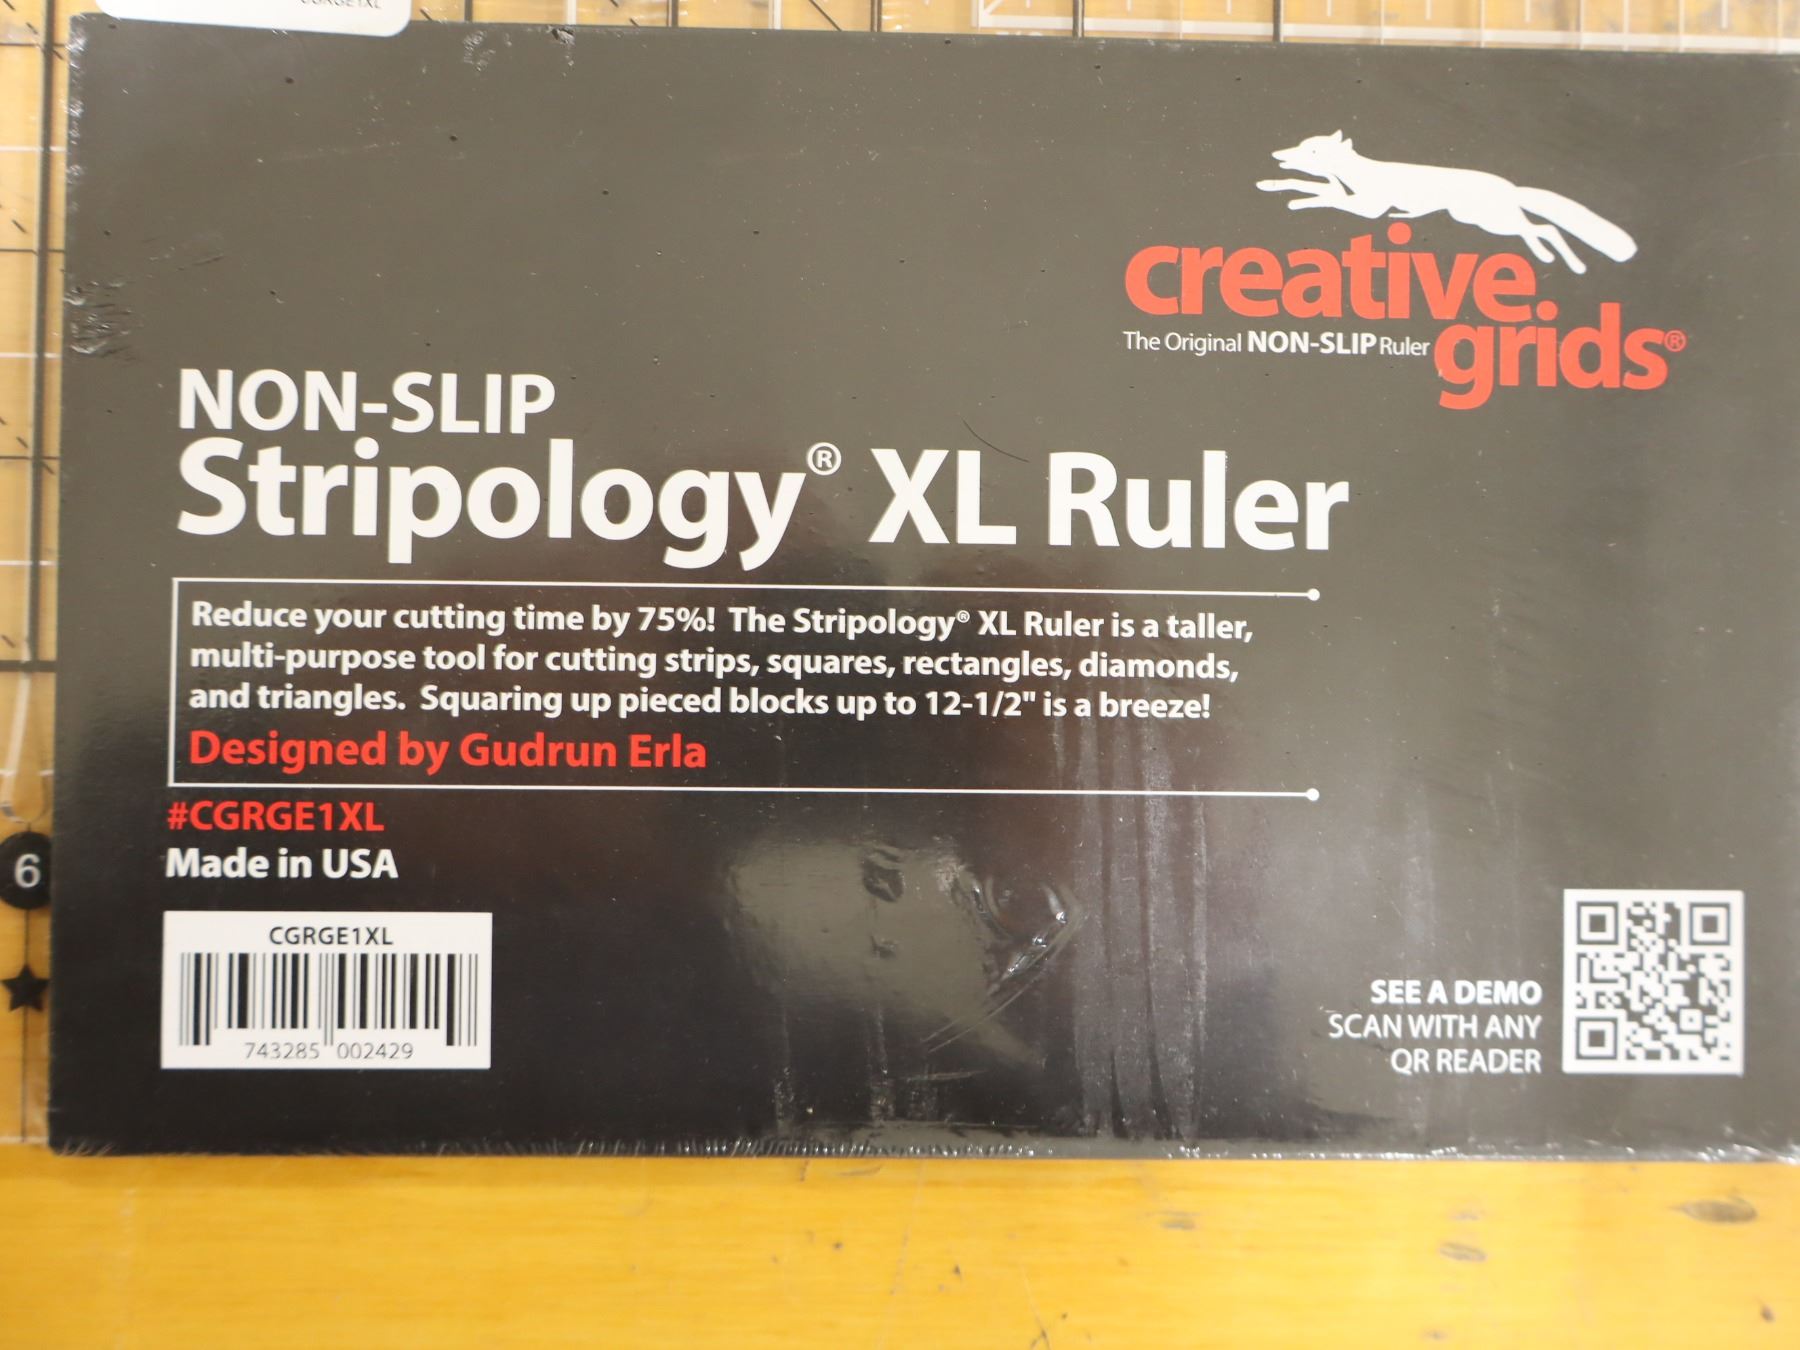 CGRGE1XL
creative
grids®
The Original NON-SLIP Ruler
NON-SLIP
Stripology® XL Ruler
Reduce your cutting time by 75%! The Stripology® XL Ruler is a taller,
multi-purpose tool for cutting strips, squares, rectangles, diamonds,
and triangles. Squaring up pieced blocks up to 12-1/2" is a breeze!
Designed by Gudrun Erla
#CGRGE1XL
Made in USA
6
CGRGE1XL
743285 002429
SEE A DEMO
SCAN WITH ANY
QR READER